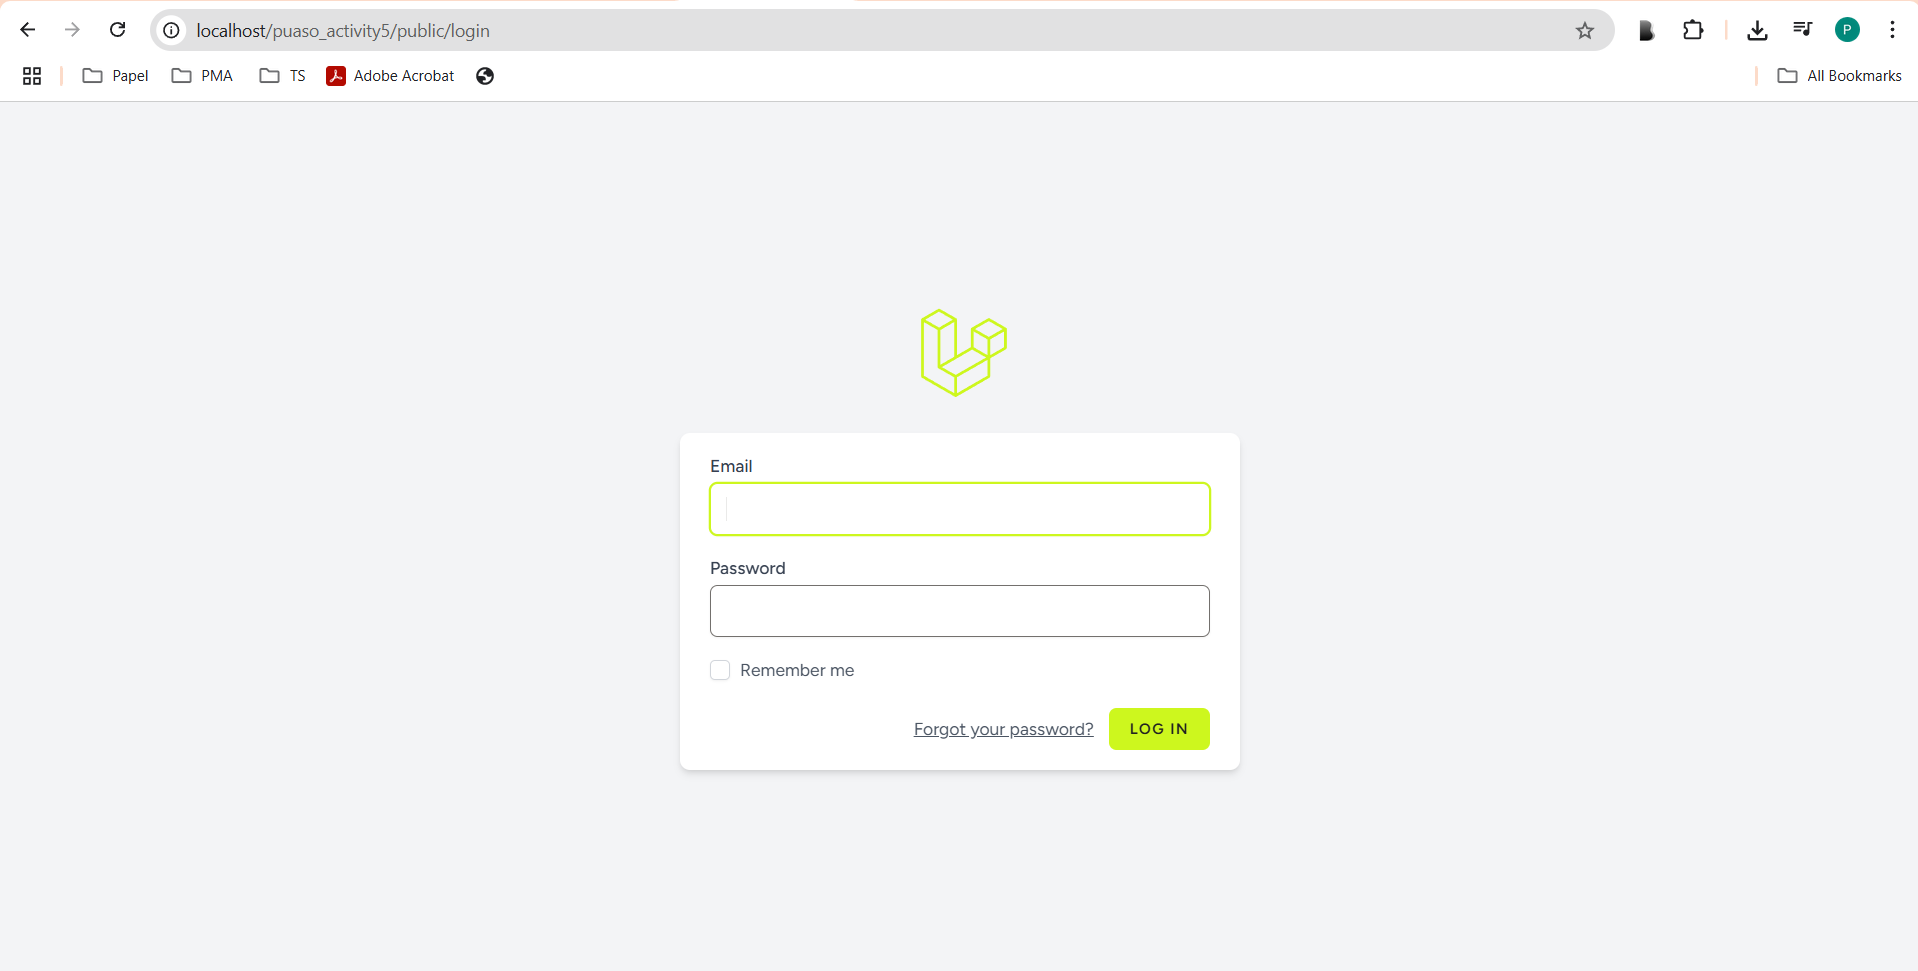 localhost/puaso_activity5/public/login
P
Papel PMA TS Adobe Acrobat All Bookmarks
Email
Password
Remember me
Forgot your password? LOG IN